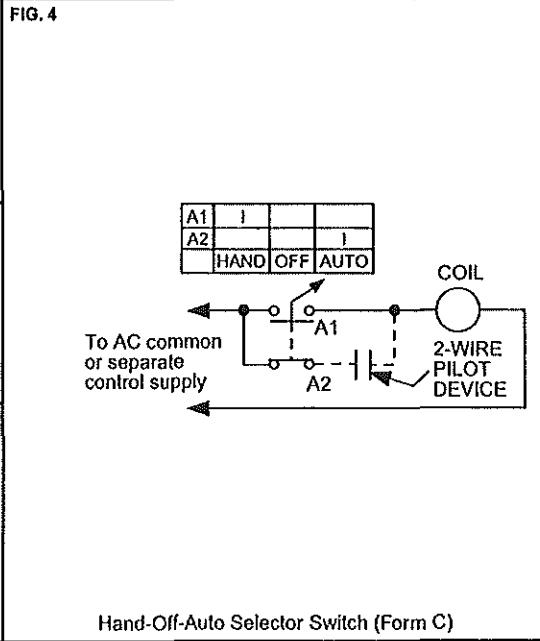 FIG. 4
A1 I
A2 I
HAND OFF AUTO
COIL
A1
To AC common
or separate
control supply
2-WIRE
PILOT
DEVICE
A2
Hand-Off-Auto Selector Switch (Form C)